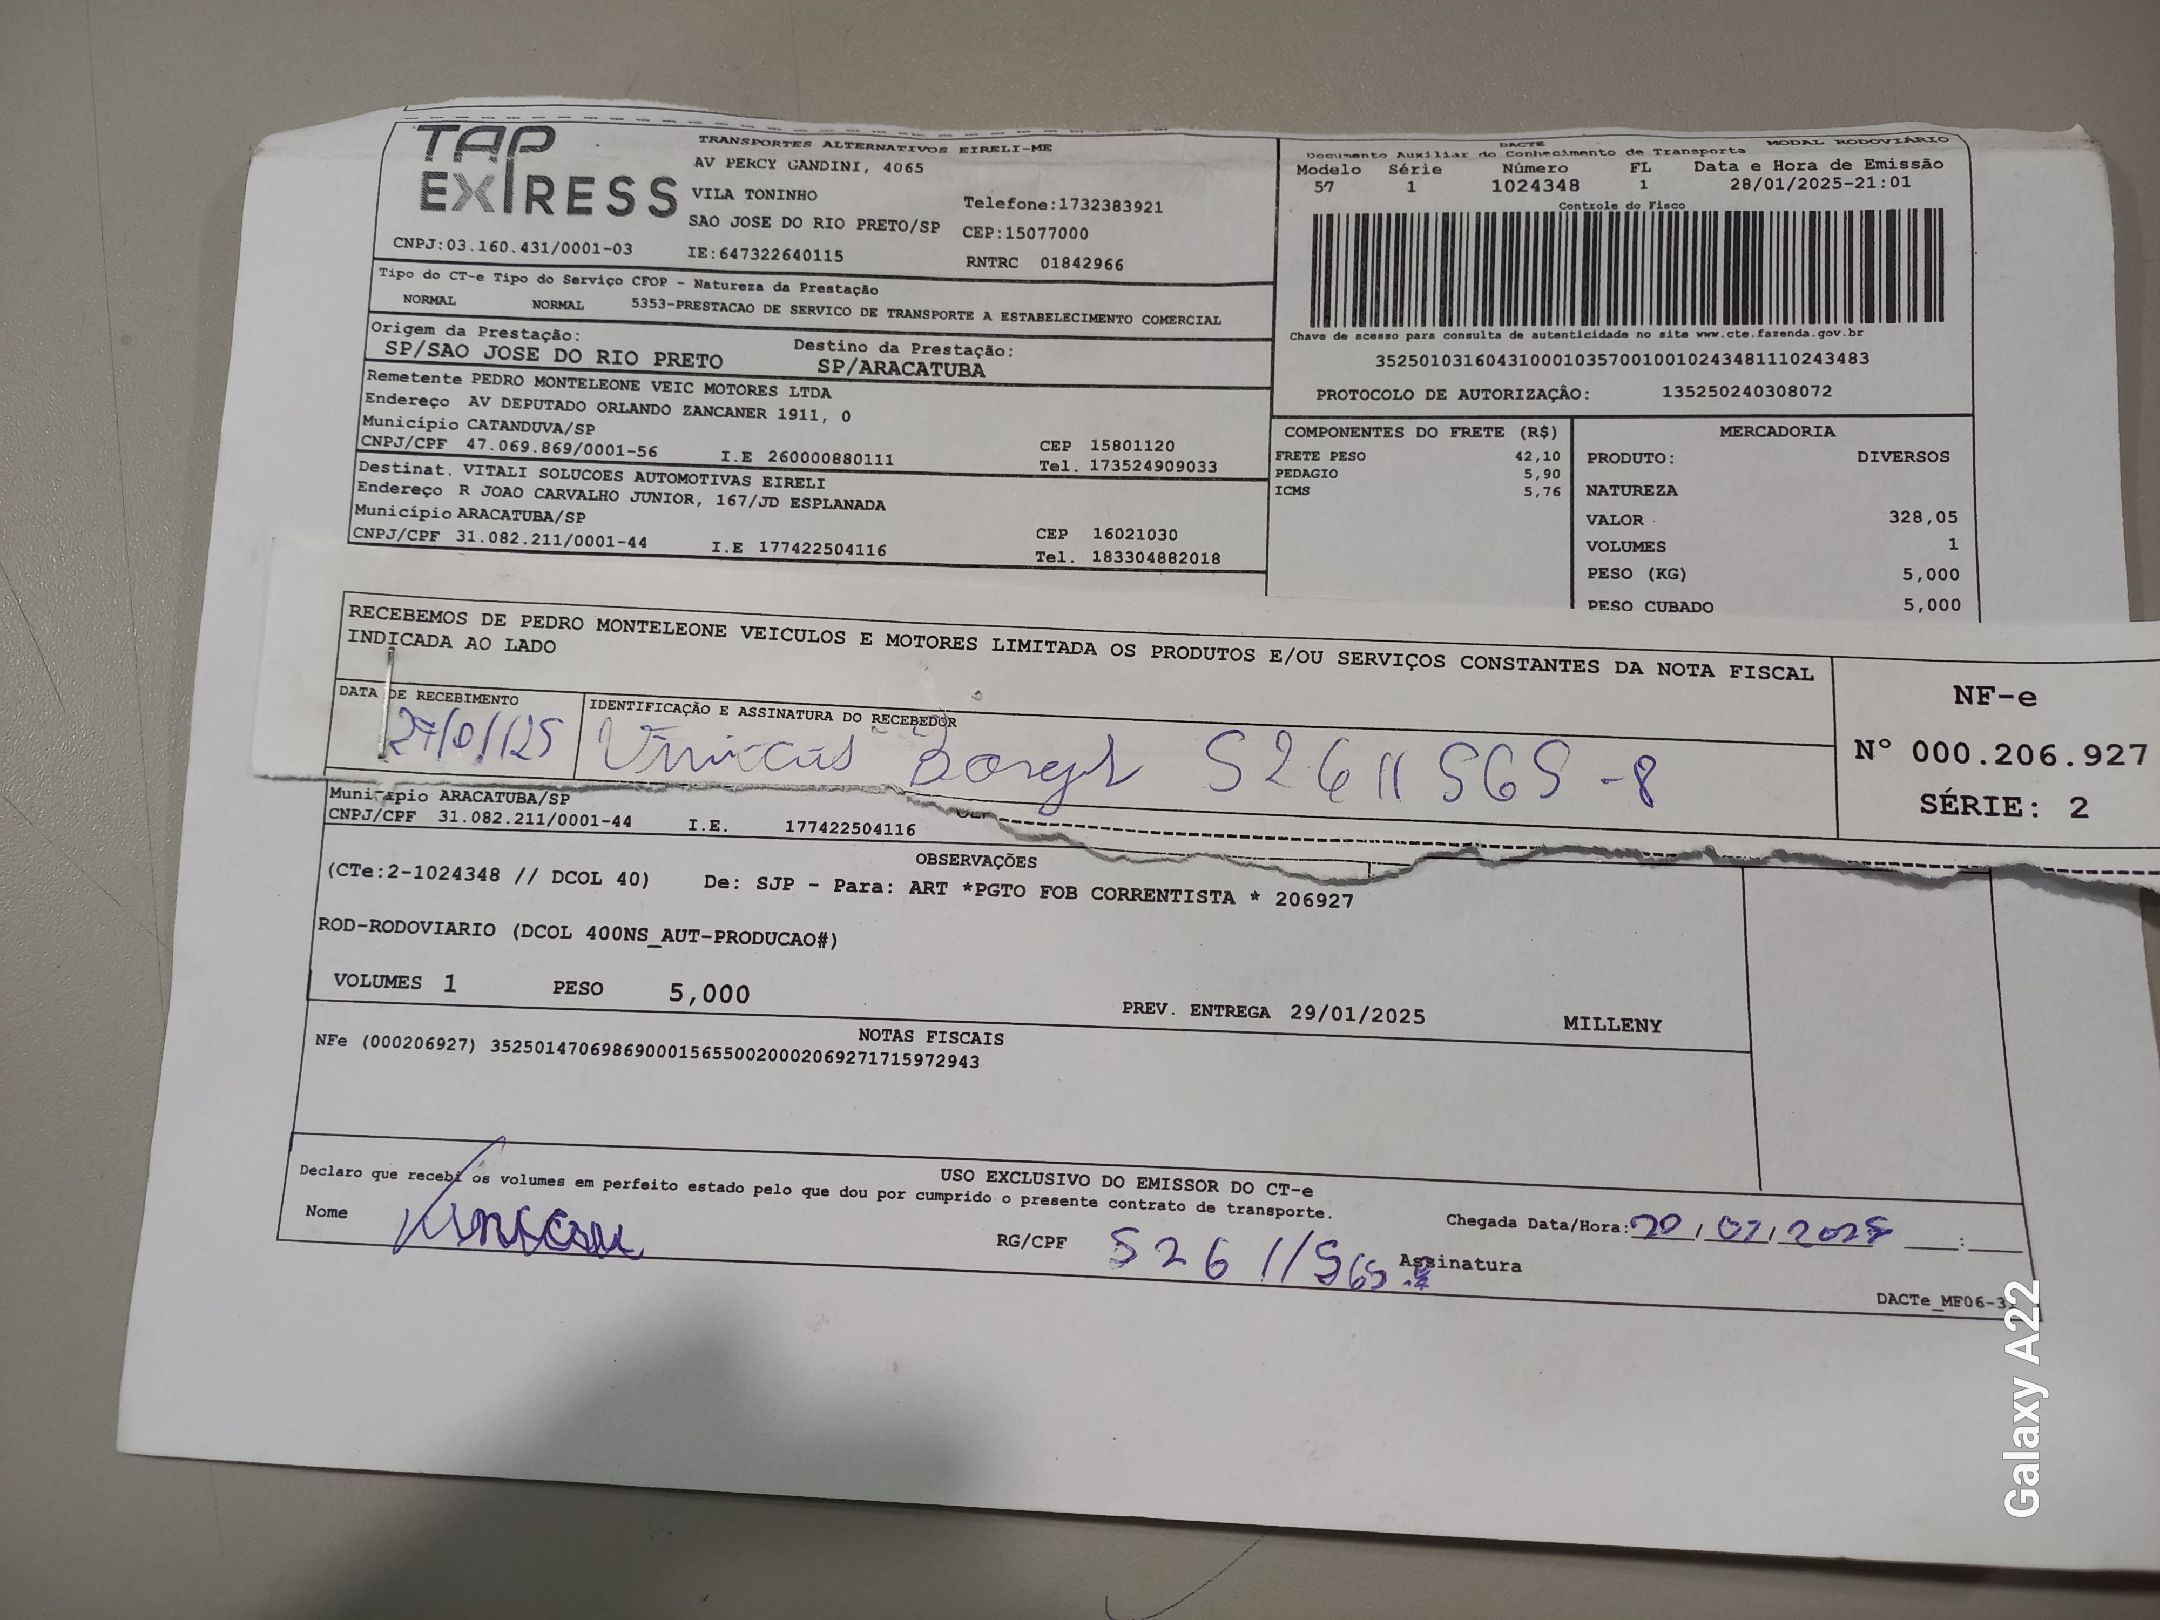 TAP EXPRESS
TRANSPORTES ALTERNATIVOS EIRELI-ME
AV PERCY GANDINI, 4065
VILA TONINHO Telefone:1732383921
SAO JOSE DO RIO PRETO/SP CEP:15077000
CNPJ:03.160.431/0001-03 IE:647322640115 RNTRC 01842966
DACTE MODAL RODOVIÁRIO
Documento Auxiliar do Conhecimento de Transporte
Modelo Série Número FL Data e Hora de Emissão
57 1 1024348 1 28/01/2025-21:01
Controle do Fisco
Chave de acesso para consulta de autenticidade no site www.cte.fazenda.gov.br
35250103160431000103570010010243481110243483
PROTOCOLO DE AUTORIZAÇÂO: 135250240308072
Tipo do CT-e Tipo do Serviço CFOP - Natureza da Prestação
NORMAL NORMAL 5353-PRESTACAO DE SERVICO DE TRANSPORTE A ESTABELECIMENTO COMERCIAL
Origem da Prestação: Destino da Prestação:
SP/SAO JOSE DO RIO PRETO SP/ARACATUBA
Remetente PEDRO MONTELEONE VEIC MOTORES LTDA
Endereço AV DEPUTADO ORLANDO ZANCANER 1911, 0
Município CATANDUVA/SP CEP 15801120
CNPJ/CPF 47.069.869/0001-56 I.E 260000880111 Tel. 173524909033
Destinat. VITALI SOLUCOES AUTOMOTIVAS EIRELI
Endereço R JOAO CARVALHO JUNIOR, 167/JD ESPLANADA
Município ARACATUBA/SP CEP 16021030
CNPJ/CPF 31.082.211/0001-44 I.E 177422504116 Tel. 183304882018
COMPONENTES DO FRETE (R$)
FRETE PESO 42,10
PEDAGIO 5,90
ICMS 5,76
MERCADORIA
PRODUTO: DIVERSOS
NATUREZA
VALOR 328,05
VOLUMES 1
PESO (KG) 5,000
PESO CUBADO 5,000
RECEBEMOS DE PEDRO MONTELEONE VEICULOS E MOTORES LIMITADA OS PRODUTOS E/OU SERVIÇOS CONSTANTES DA NOTA FISCAL
INDICADA AO LADO
DATA DE RECEBIMENTO IDENTIFICAÇÃO E ASSINATURA DO RECEBEDOR
Vinicius 52611565-8
NF-e
N° 000.206.927
SÉRIE: 2
Município ARACATUBA/SP
CNPJ/CPF 31.082.211/0001-44 I.E. 177422504116
OBSERVAÇÕES
(CTe:2-1024348 // DCOL 40) De: SJP - Para: ART *PGTO FOB CORRENTISTA * 206927
ROD-RODOVIARIO (DCOL 400NS_AUT-PRODUCAO#)
VOLUMES 1 PESO 5,000 PREV. ENTREGA 29/01/2025 MILLENY
NOTAS FISCAIS
NFe (000206927) 35250147069869000156550020002069271715972943
USO EXCLUSIVO DO EMISSOR DO CT-e
Declaro que recebi os volumes em perfeito estado pelo que dou por cumprido o presente contrato de transporte.
Nome RG/CPF 52611565 Assinatura
Chegada Data/Hora: 2025
DACTe_MF06-3
Galaxy A22